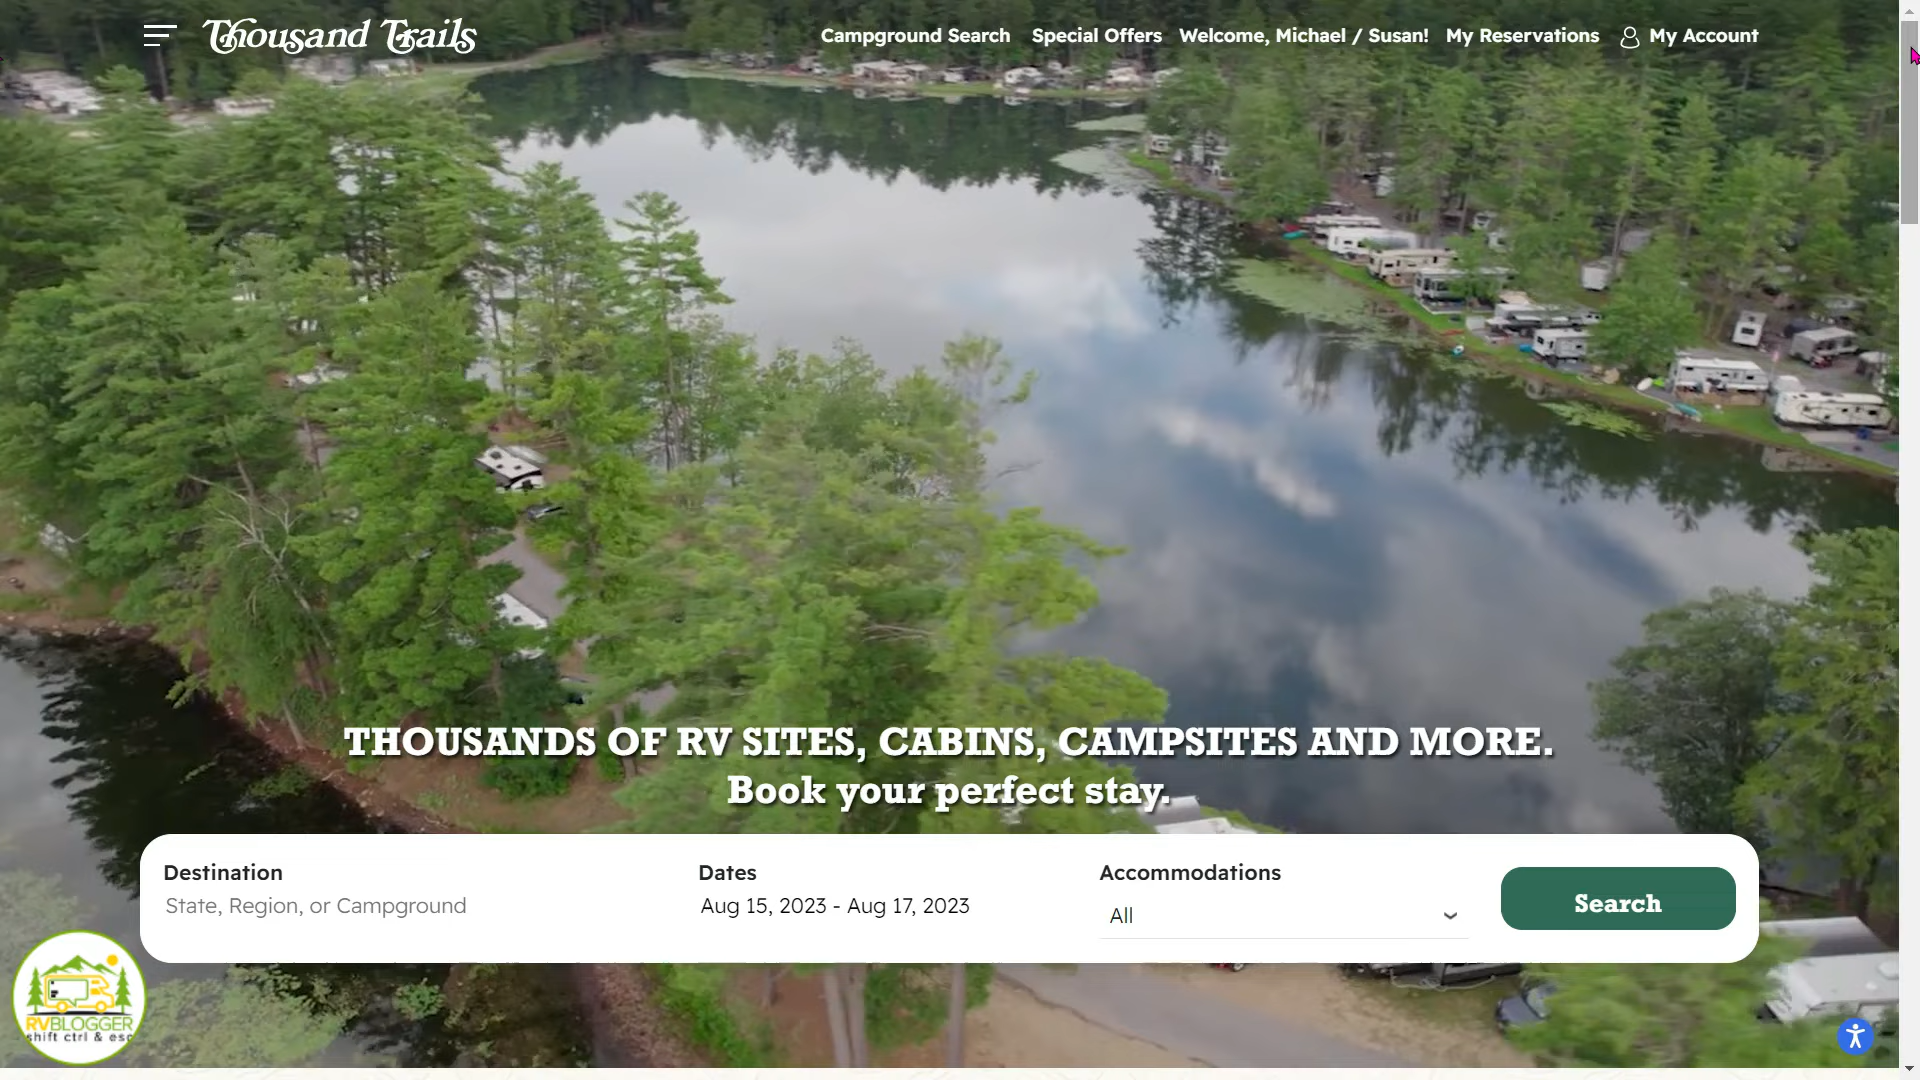 Thousand Trails
Campground Search
Special Offers
Welcome, Michael / Susan!
My Reservations
My Account
THOUSANDS OF RV SITES, CABINS, CAMPSITES AND MORE.
Book your perfect stay.
Destination
State, Region, or Campground
Dates
Aug 15, 2023 - Aug 17, 2023
Accommodations
All
Search
RVBLOGGER
shift ctrl & esc